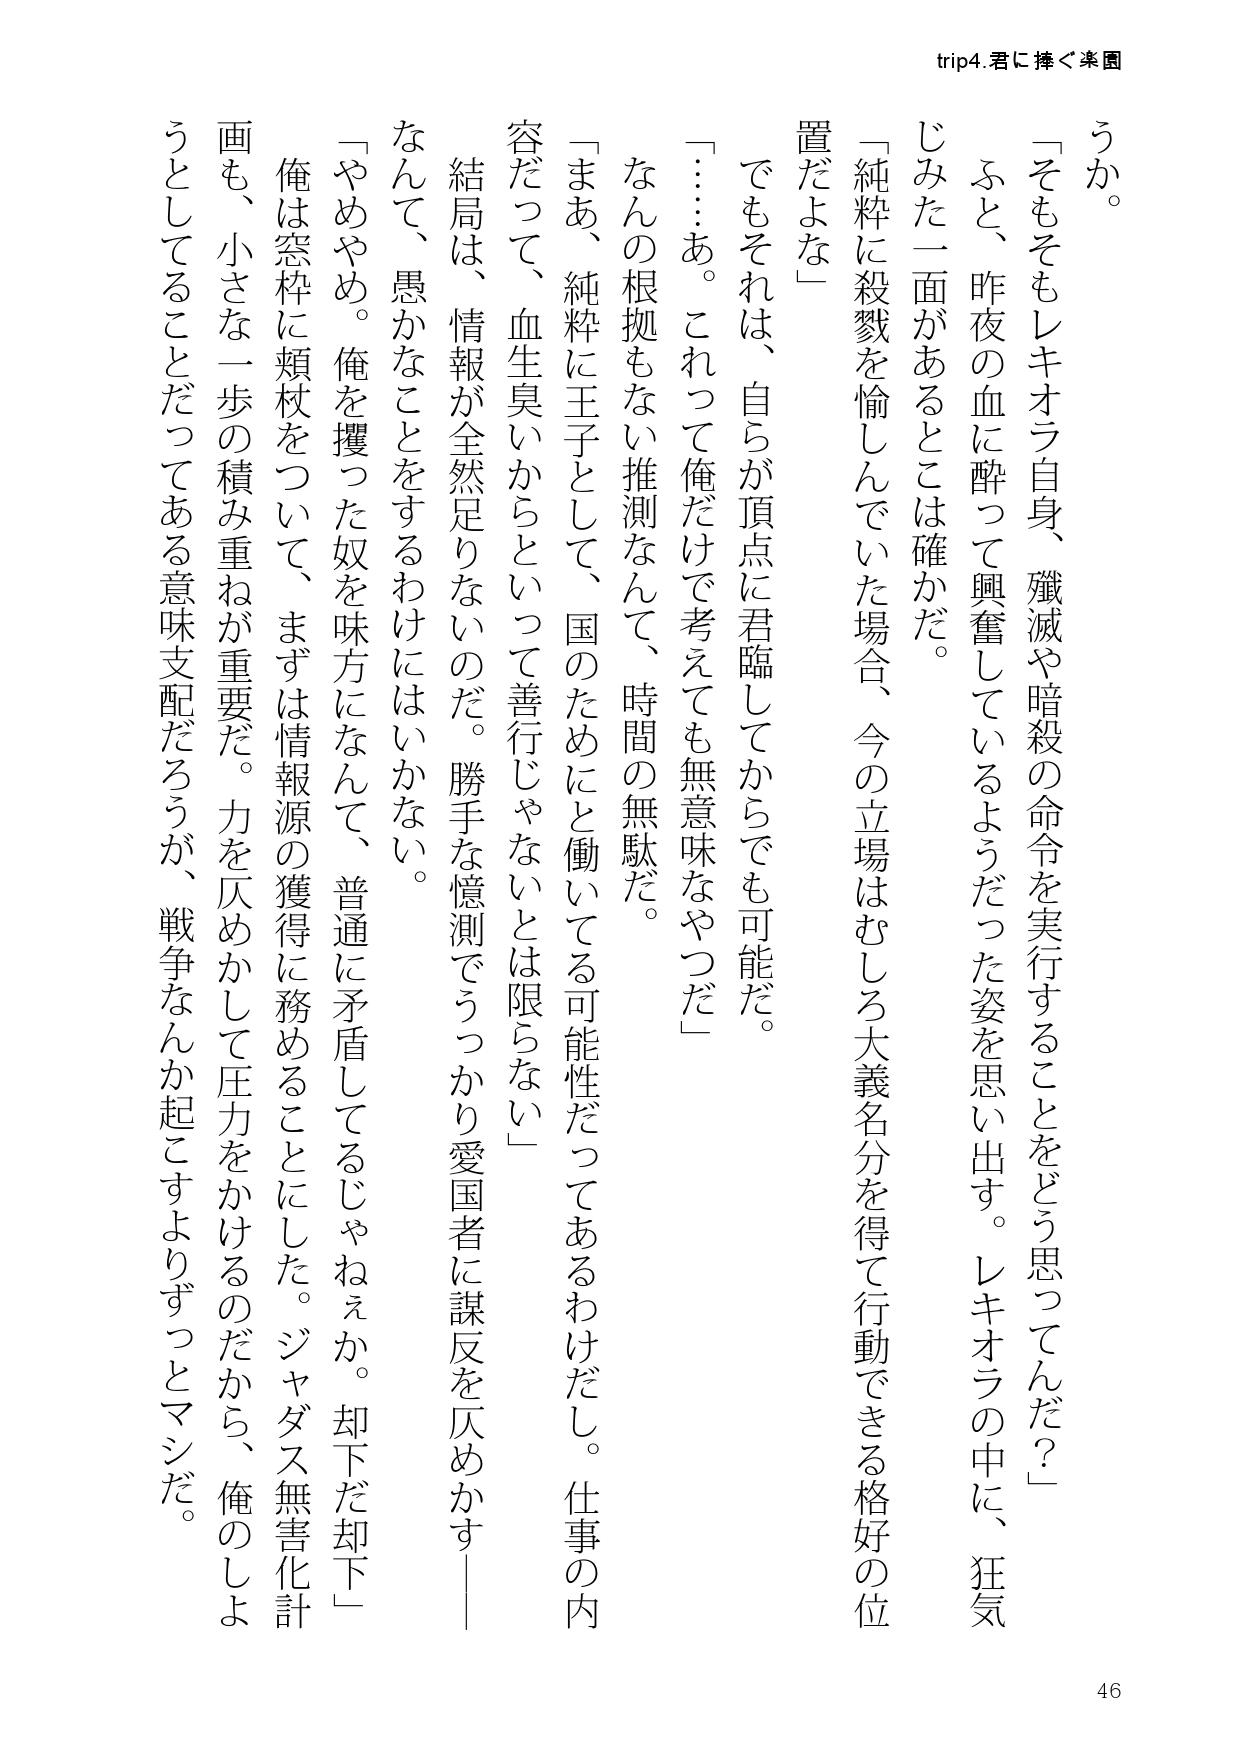 trip4.君に捧ぐ楽園
うか。
「そもそもレキオラ自身、殲滅や暗殺の命令を実行することをどう思ってんだ？」
ふと、昨夜の血に酔って興奮しているようだった姿を思い出す。レキオラの中に、狂気
じみた一面があるとこは確かだ。
「純粋に殺戮を愉しんでいた場合、今の立場はむしろ大義名分を得て行動できる格好の位
置だよな」
でもそれは、自らが頂点に君臨してからでも可能だ。
「……あ。これって俺だけで考えても無意味なやつだ」
なんの根拠もない推測なんて、時間の無駄だ。
「まあ、純粋に王子として、国のためにと働いてる可能性だってあるわけだし。仕事の内
容だって、血生臭いからといって善行じゃないとは限らない」
結局は、情報が全然足りないのだ。勝手な憶測でうっかり愛国者に謀反を仄めかす――
なんて、愚かなことをするわけにはいかない。
「やめやめ。俺を攫った奴を味方になんて、普通に矛盾してるじゃねぇか。却下だ却下」
俺は窓枠に頬杖をついて、まずは情報源の獲得に務めることにした。ジャダス無害化計
画も、小さな一歩の積み重ねが重要だ。力を仄めかして圧力をかけるのだから、俺のしよ
うとしてることだってある意味支配だろうが、戦争なんか起こすよりずっとマシだ。
46